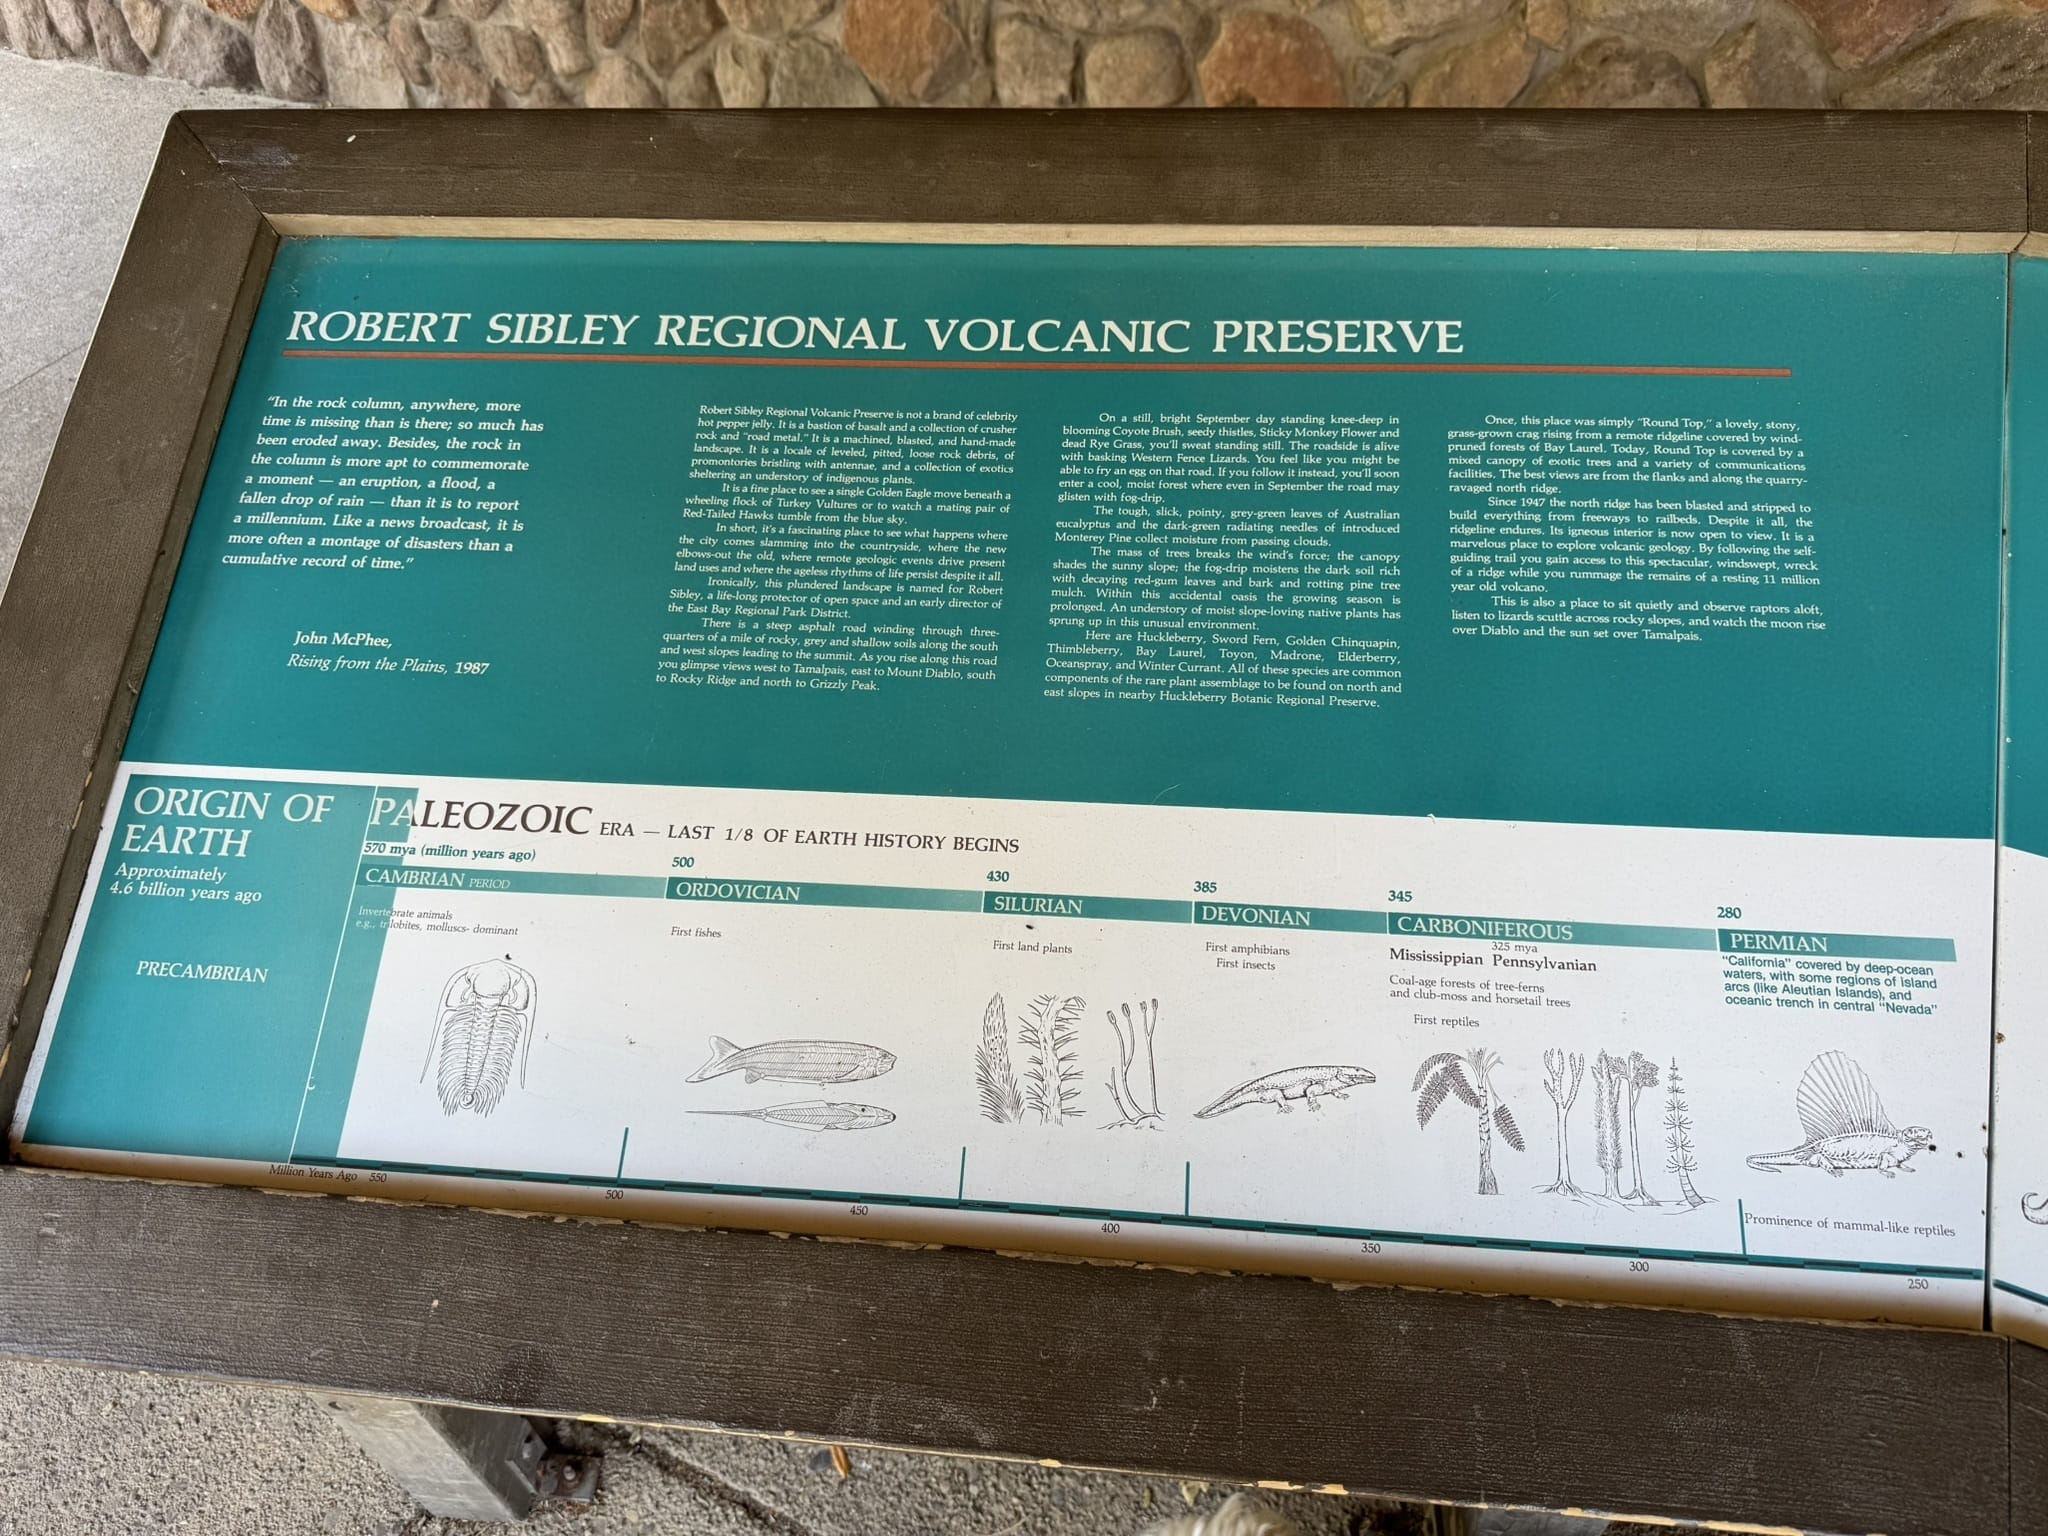 ROBERT SIBLEY REGIONAL VOLCANIC PRESERVE
"In the rock column, anywhere, more
time is missing than is there; so much has
been eroded away. Besides, the rock in
the column is more apt to commemorate
a moment — an eruption, a flood, a
fallen drop of rain — than it is to report
a millennium. Like a news broadcast, it is
more often a montage of disasters than a
cumulative record of time."
John McPhee,
Rising from the Plains, 1987
Robert Sibley Regional Volcanic Preserve is not a brand of celebrity
hot pepper jelly. It is a bastion of basalt and a collection of crusher
rock and "road metal." It is a machined, blasted, and hand-made
landscape. It is a locale of leveled, pitted, loose rock debris, of
promontories bristling with antennae, and a collection of exotics
sheltering an understory of indigenous plants.
It is a fine place to see a single Golden Eagle move beneath a
wheeling flock of Turkey Vultures or to watch a mating pair of
Red-Tailed Hawks tumble from the blue sky.
In short, it's a fascinating place to see what happens where
the city comes slamming into the countryside, where the new
elbows-out the old, where remote geologic events drive present
land uses and where the ageless rhythms of life persist despite it all.
Ironically, this plundered landscape is named for Robert
Sibley, a life-long protector of open space and an early director of
the East Bay Regional Park District.
There is a steep asphalt road winding through three-
quarters of a mile of rocky, grey and shallow soils along the south
and west slopes leading to the summit. As you rise along this road
you glimpse views west to Tamalpais, east to Mount Diablo, south
to Rocky Ridge and north to Grizzly Peak.
On a still, bright September day standing knee-deep in
blooming Coyote Brush, seedy thistles, Sticky Monkey Flower and
dead Rye Grass, you'll sweat standing still. The roadside is alive
with basking Western Fence Lizards. You feel like you might be
able to fry an egg on that road. If you follow it instead, you'll soon
enter a cool, moist forest where even in September the road may
glisten with fog-drip.
The tough, slick, pointy, grey-green leaves of Australian
eucalyptus and the dark-green radiating needles of introduced
Monterey Pine collect moisture from passing clouds.
The mass of trees breaks the wind's force; the canopy
shades the sunny slope; the fog-drip moistens the dark soil rich
with decaying red-gum leaves and bark and rotting pine tree
mulch. Within this accidental oasis the growing season is
prolonged. An understory of moist slope-loving native plants has
sprung up in this unusual environment.
Here are Huckleberry, Sword Fern, Golden Chinquapin,
Thimbleberry, Bay Laurel, Toyon, Madrone, Elderberry,
Oceanspray, and Winter Currant. All of these species are common
components of the rare plant assemblage to be found on north and
east slopes in nearby Huckleberry Botanic Regional Preserve.
Once, this place was simply "Round Top," a lovely, stony,
grass-grown crag rising from a remote ridgeline covered by wind-
pruned forests of Bay Laurel. Today, Round Top is covered by a
mixed canopy of exotic trees and a variety of communications
facilities. The best views are from the flanks and along the quarry-
ravaged north ridge.
Since 1947 the north ridge has been blasted and stripped to
build everything from freeways to railbeds. Despite it all, the
ridgeline endures. Its igneous interior is now open to view. It is a
marvelous place to explore volcanic geology. By following the self-
guiding trail you gain access to this spectacular, windswept, wreck
of a ridge while you rummage the remains of a resting 11 million
year old volcano.
This is also a place to sit quietly and observe raptors aloft,
listen to lizards scuttle across rocky slopes, and watch the moon rise
over Diablo and the sun set over Tamalpais.
ORIGIN OF
EARTH
Approximately
4.6 billion years ago
PRECAMBRIAN
PALEOZOIC ERA — LAST 1/8 OF EARTH HISTORY BEGINS
570 mya (million years ago)
CAMBRIAN PERIOD
Invertebrate animals
e.g., trilobites, molluscs- dominant
500
ORDOVICIAN
First fishes
430
SILURIAN
First land plants
385
DEVONIAN
First amphibians
First insects
345
CARBONIFEROUS
325 mya
Mississippian Pennsylvanian
Coal-age forests of tree-ferns
and club-moss and horsetail trees
First reptiles
280
PERMIAN
"California" covered by deep-ocean
waters, with some regions of island
arcs (like Aleutian Islands), and
oceanic trench in central "Nevada"
Prominence of mammal-like reptiles
Million Years Ago 550 500 450 400 350 300 250